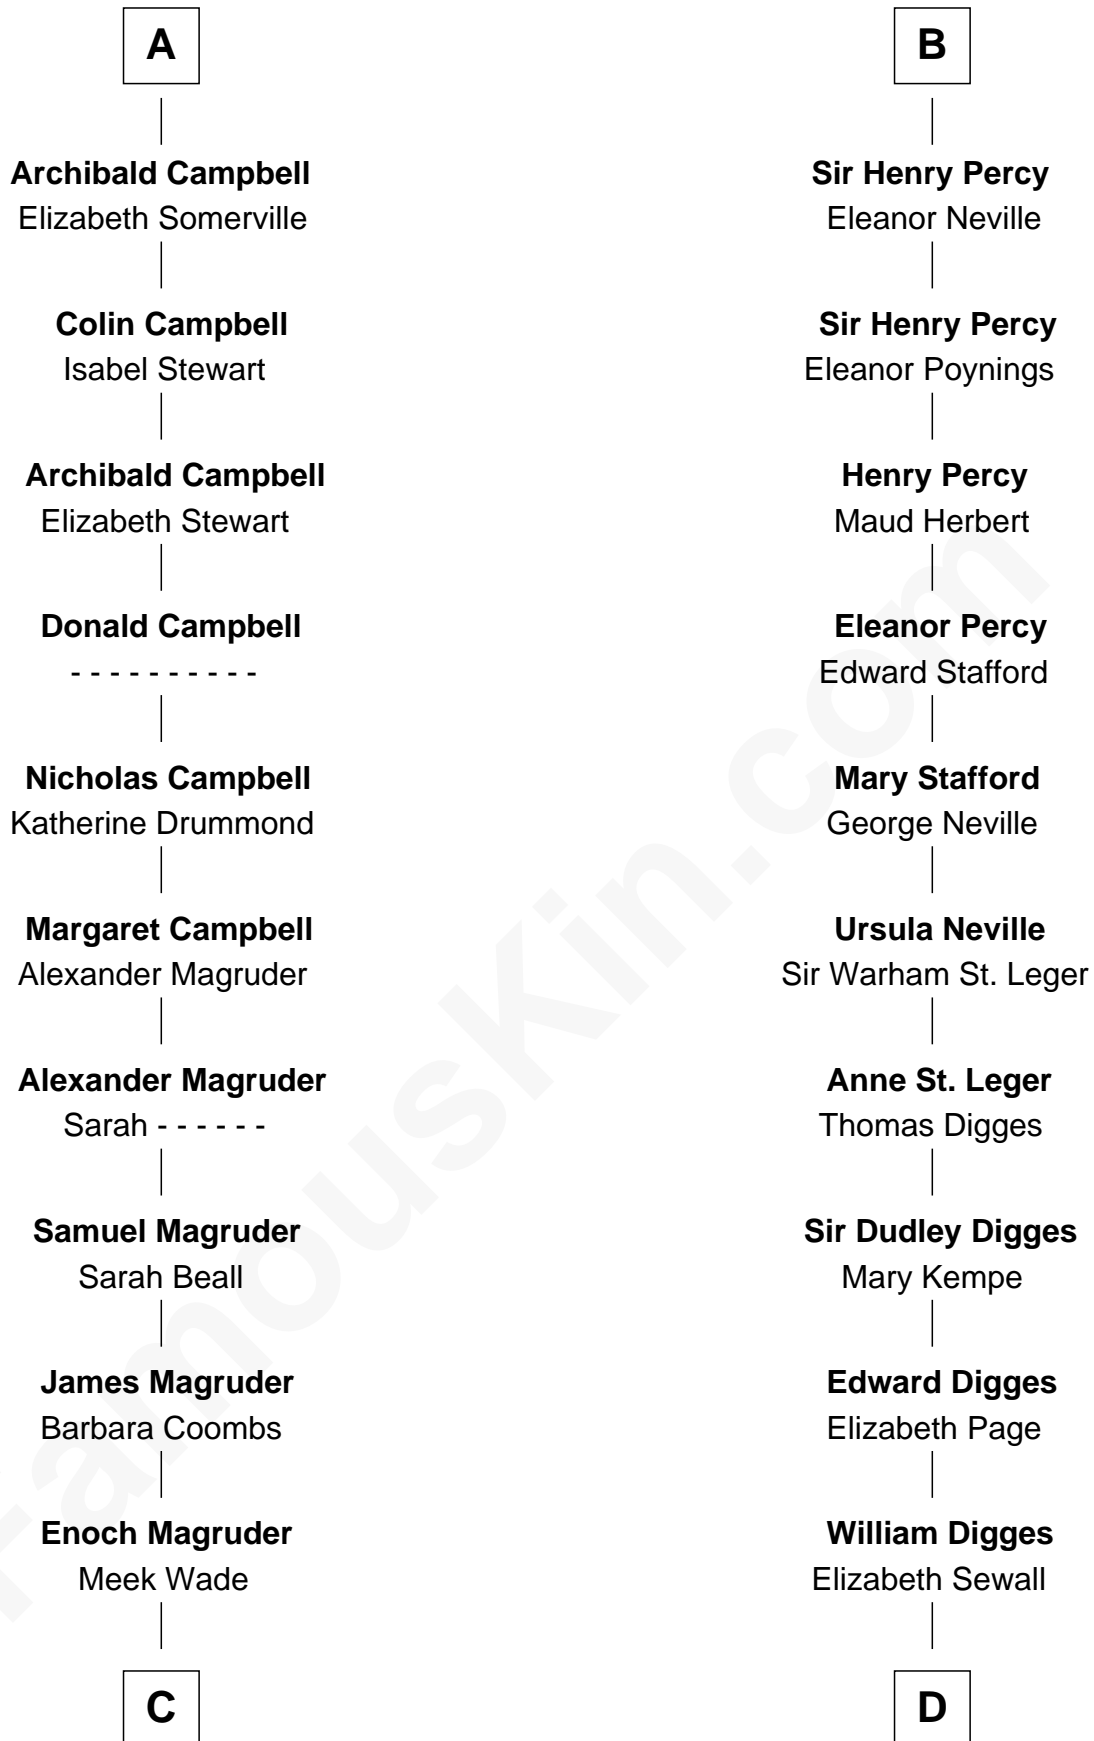 A
Archibald Campbell
Elizabeth Somerville
Colin Campbell
Isabel Stewart
Archibald Campbell
Elizabeth Stewart
Donald Campbell
- - - - - - - - - -
Nicholas Campbell
Katherine Drummond
Margaret Campbell
Alexander Magruder
Alexander Magruder
Sarah - - - - - -
Samuel Magruder
Sarah Beall
James Magruder
Barbara Coombs
Enoch Magruder
Meek Wade
C
B
Sir Henry Percy
Eleanor Neville
Sir Henry Percy
Eleanor Poynings
Henry Percy
Maud Herbert
Eleanor Percy
Edward Stafford
Mary Stafford
George Neville
Ursula Neville
Sir Warham St. Leger
Anne St. Leger
Thomas Digges
Sir Dudley Digges
Mary Kempe
Edward Digges
Elizabeth Page
William Digges
Elizabeth Sewall
D
FamousKin.com